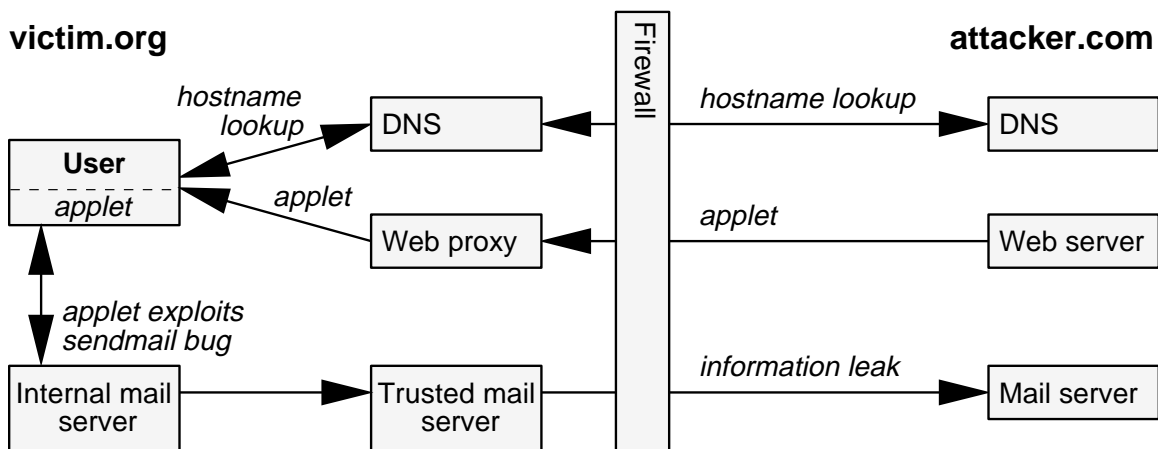 victim.org
Firewall
attacker.com
hostname
lookup
DNS
hostname lookup
DNS
User
applet
applet
Web proxy
applet
Web server
applet exploits
sendmail bug
Internal mail
server
Trusted mail
server
information leak
Mail server